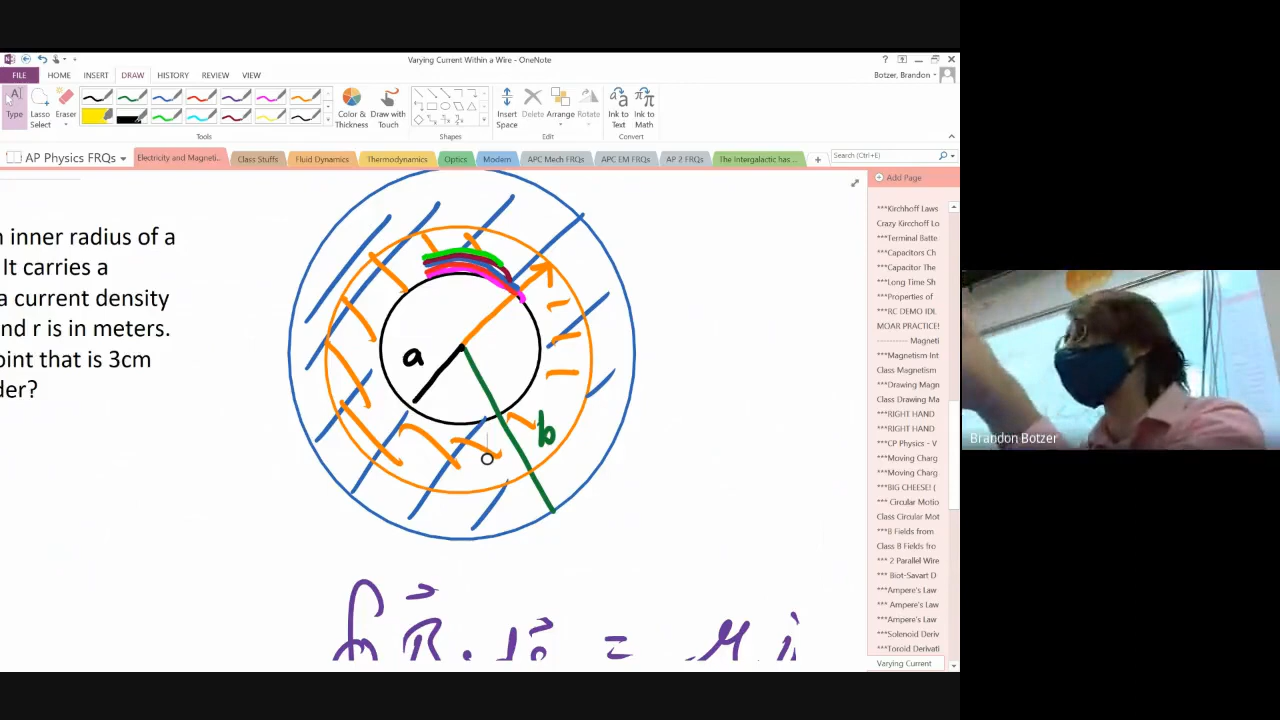 Varying Current Within a Wire - OneNote
FILE HOME INSERT DRAW HISTORY REVIEW VIEW
Botzer, Brandon
Type
Lasso Select
Eraser
Color & Thickness
Draw with Touch
Insert Space
Delete
Arrange
Rotate
Ink to Text
Ink to Math
Tools
Shapes
Edit
Convert
AP Physics FRQs
Electricity and Magneti...
Class Stuffs
Fluid Dynamics
Thermodynamics
Optics
Modern
APC Mech FRQs
APC EM FRQs
AP 2 FRQs
The Intergalactic has ...
Search (Ctrl+E)
Add Page
***Kirchhoff Laws
Crazy Kircchoff Lo
***Terminal Batte
***Capacitors Ch
***Capacitor The
***Long Time Sh
***Properties of
***RC DEMO IDL
MOAR PRACTICE!
---------- Magneti
***Magnetism Int
Class Magnetism
***Drawing Magn
Class Drawing Ma
***RIGHT HAND
***RIGHT HAND
***CP Physics - V
***Moving Charg
***Moving Charg
***BIG CHEESE! (
*** Circular Motio
Class Circular Mot
***B Fields from
Class B Fields fro
*** 2 Parallel Wire
*** Biot-Savart D
***Ampere's Law
*** Ampere's Law
***Ampere's Law
***Solenoid Deriv
***Toroid Derivati
Varying Current
inner radius of a
It carries a
a current density
nd r is in meters.
oint that is 3cm
der?
a
b
Brandon Botzer